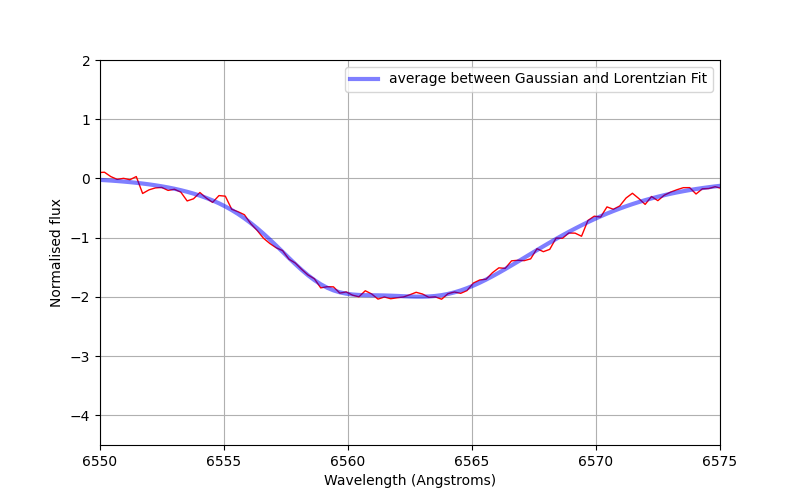 average between Gaussian and Lorentzian Fit
2
1
0
−1
−2
−3
−4
Normalised flux
6550 6555 6560 6565 6570 6575
Wavelength (Angstroms)